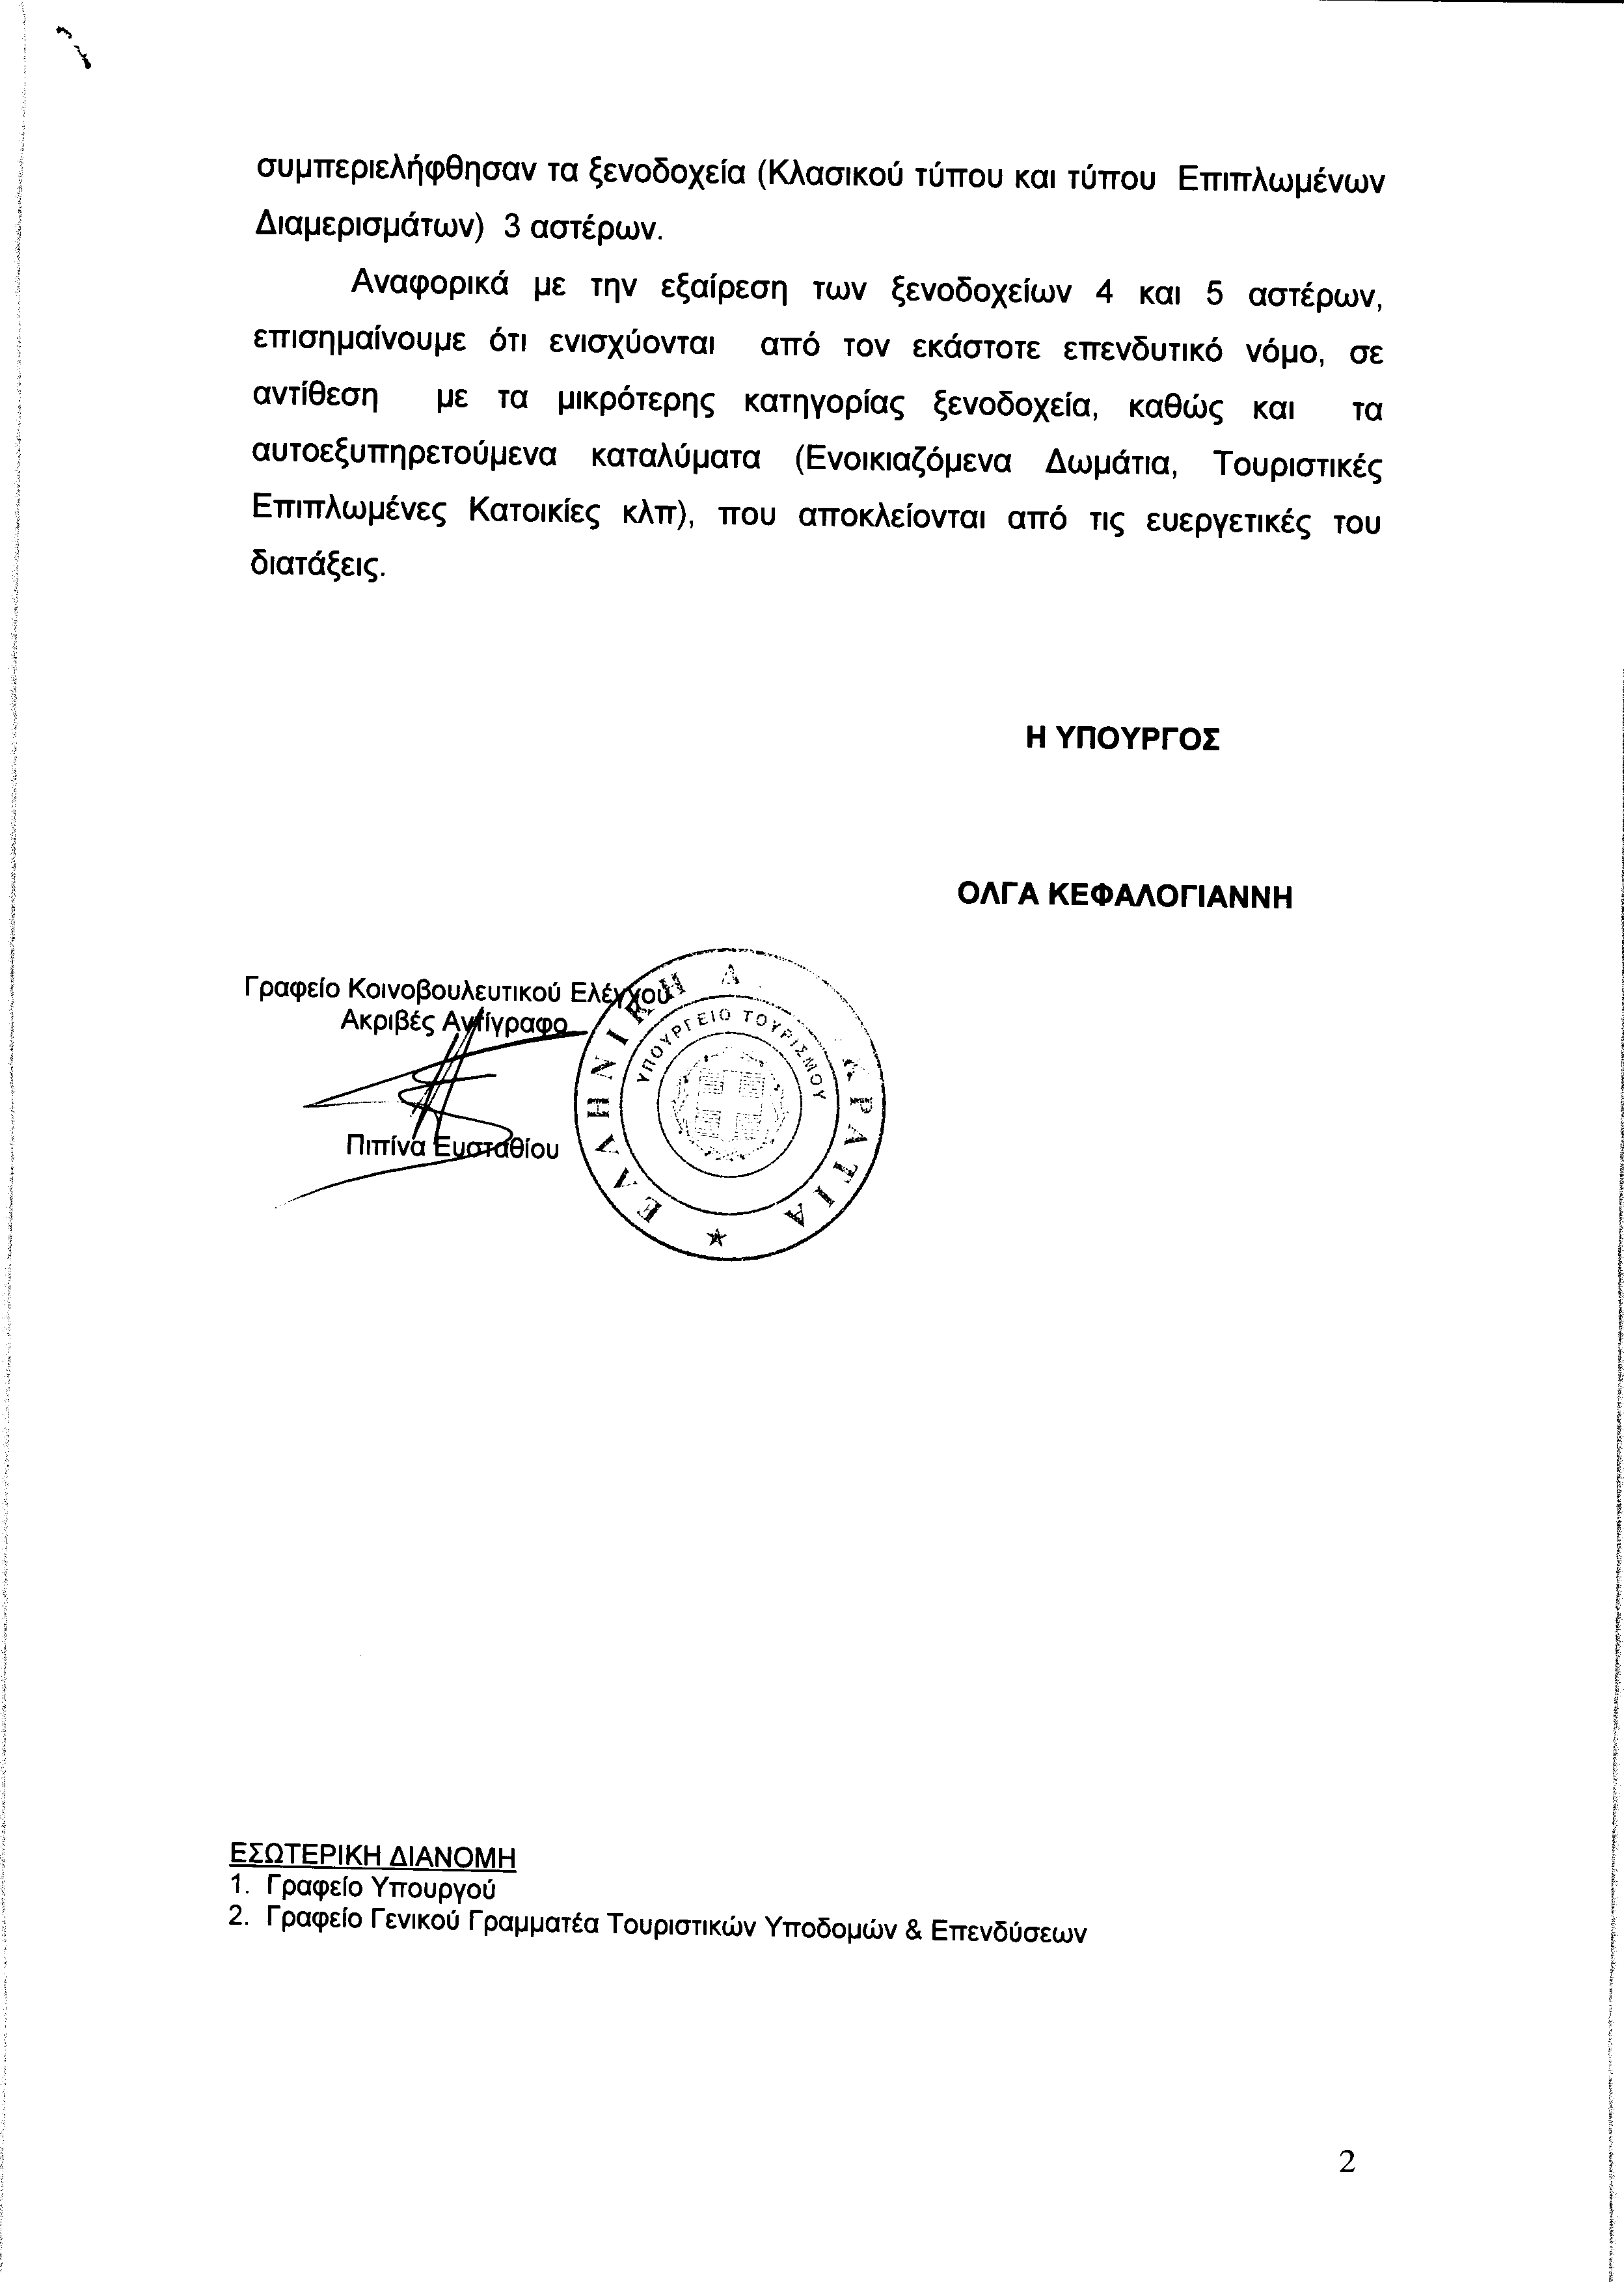 συμπεριελήφθησαν τα ξενοδοχεία (Κλασικού τύπου και τύπου Επιπλωμένων
Διαμερισμάτων) 3 αστέρων.
Αναφορικά με την εξαίρεση των ξενοδοχείων 4 και 5 αστέρων,
επισημαίνουμε ότι ενισχύονται από τον εκάστοτε επενδυτικό νόμο, σε
αντίθεση με τα μικρότερης κατηγορίας ξενοδοχεία, καθώς και τα
αυτοεξυπηρετούμενα καταλύματα (Ενοικιαζόμενα Δωμάτια, Τουριστικές
Επιπλωμένες Κατοικίες κλπ), που αποκλείονται από τις ευεργετικές του
διατάξεις.
Η ΥΠΟΥΡΓΟΣ
ΟΛΓΑ ΚΕΦΑΛΟΓΙΑΝΝΗ
Γραφείο Κοινοβουλευτικού Ελέγχου
Ακριβές Αντίγραφο
Πιπίνα Ευσταθίου
ΕΛΛΗΝΙΚΗ
ΥΠΟΥΡΓΕΙΟ ΤΟΥΡΙΣΜΟΥ
ΕΣΩΤΕΡΙΚΗ ΔΙΑΝΟΜΗ
1. Γραφείο Υπουργού
2. Γραφείο Γενικού Γραμματέα Τουριστικών Υποδομών & Επενδύσεων
2